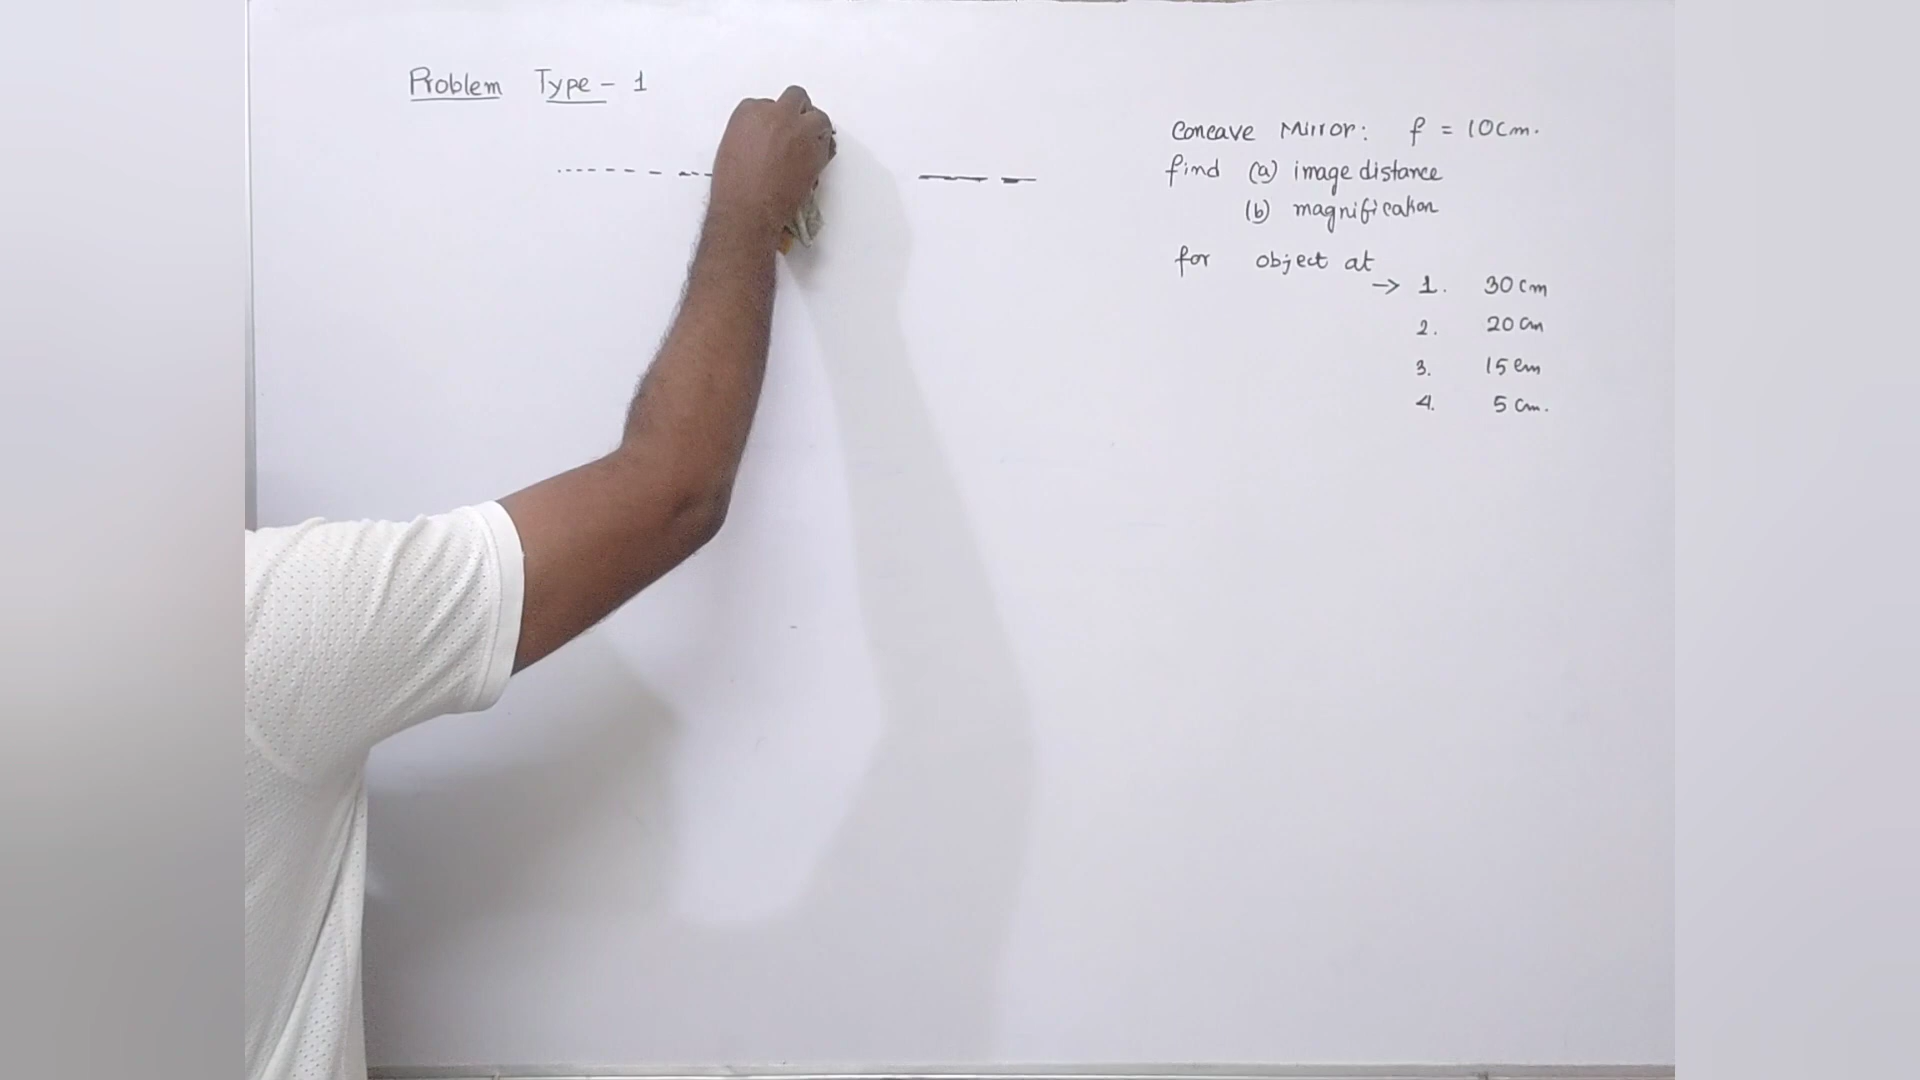 Problem Type - 1
Concave Mirror: f = 10cm.
find (a) image distance
(b) magnification
for object at
→ 1. 30 cm
2. 20 cm
3. 15 cm
4. 5 cm.